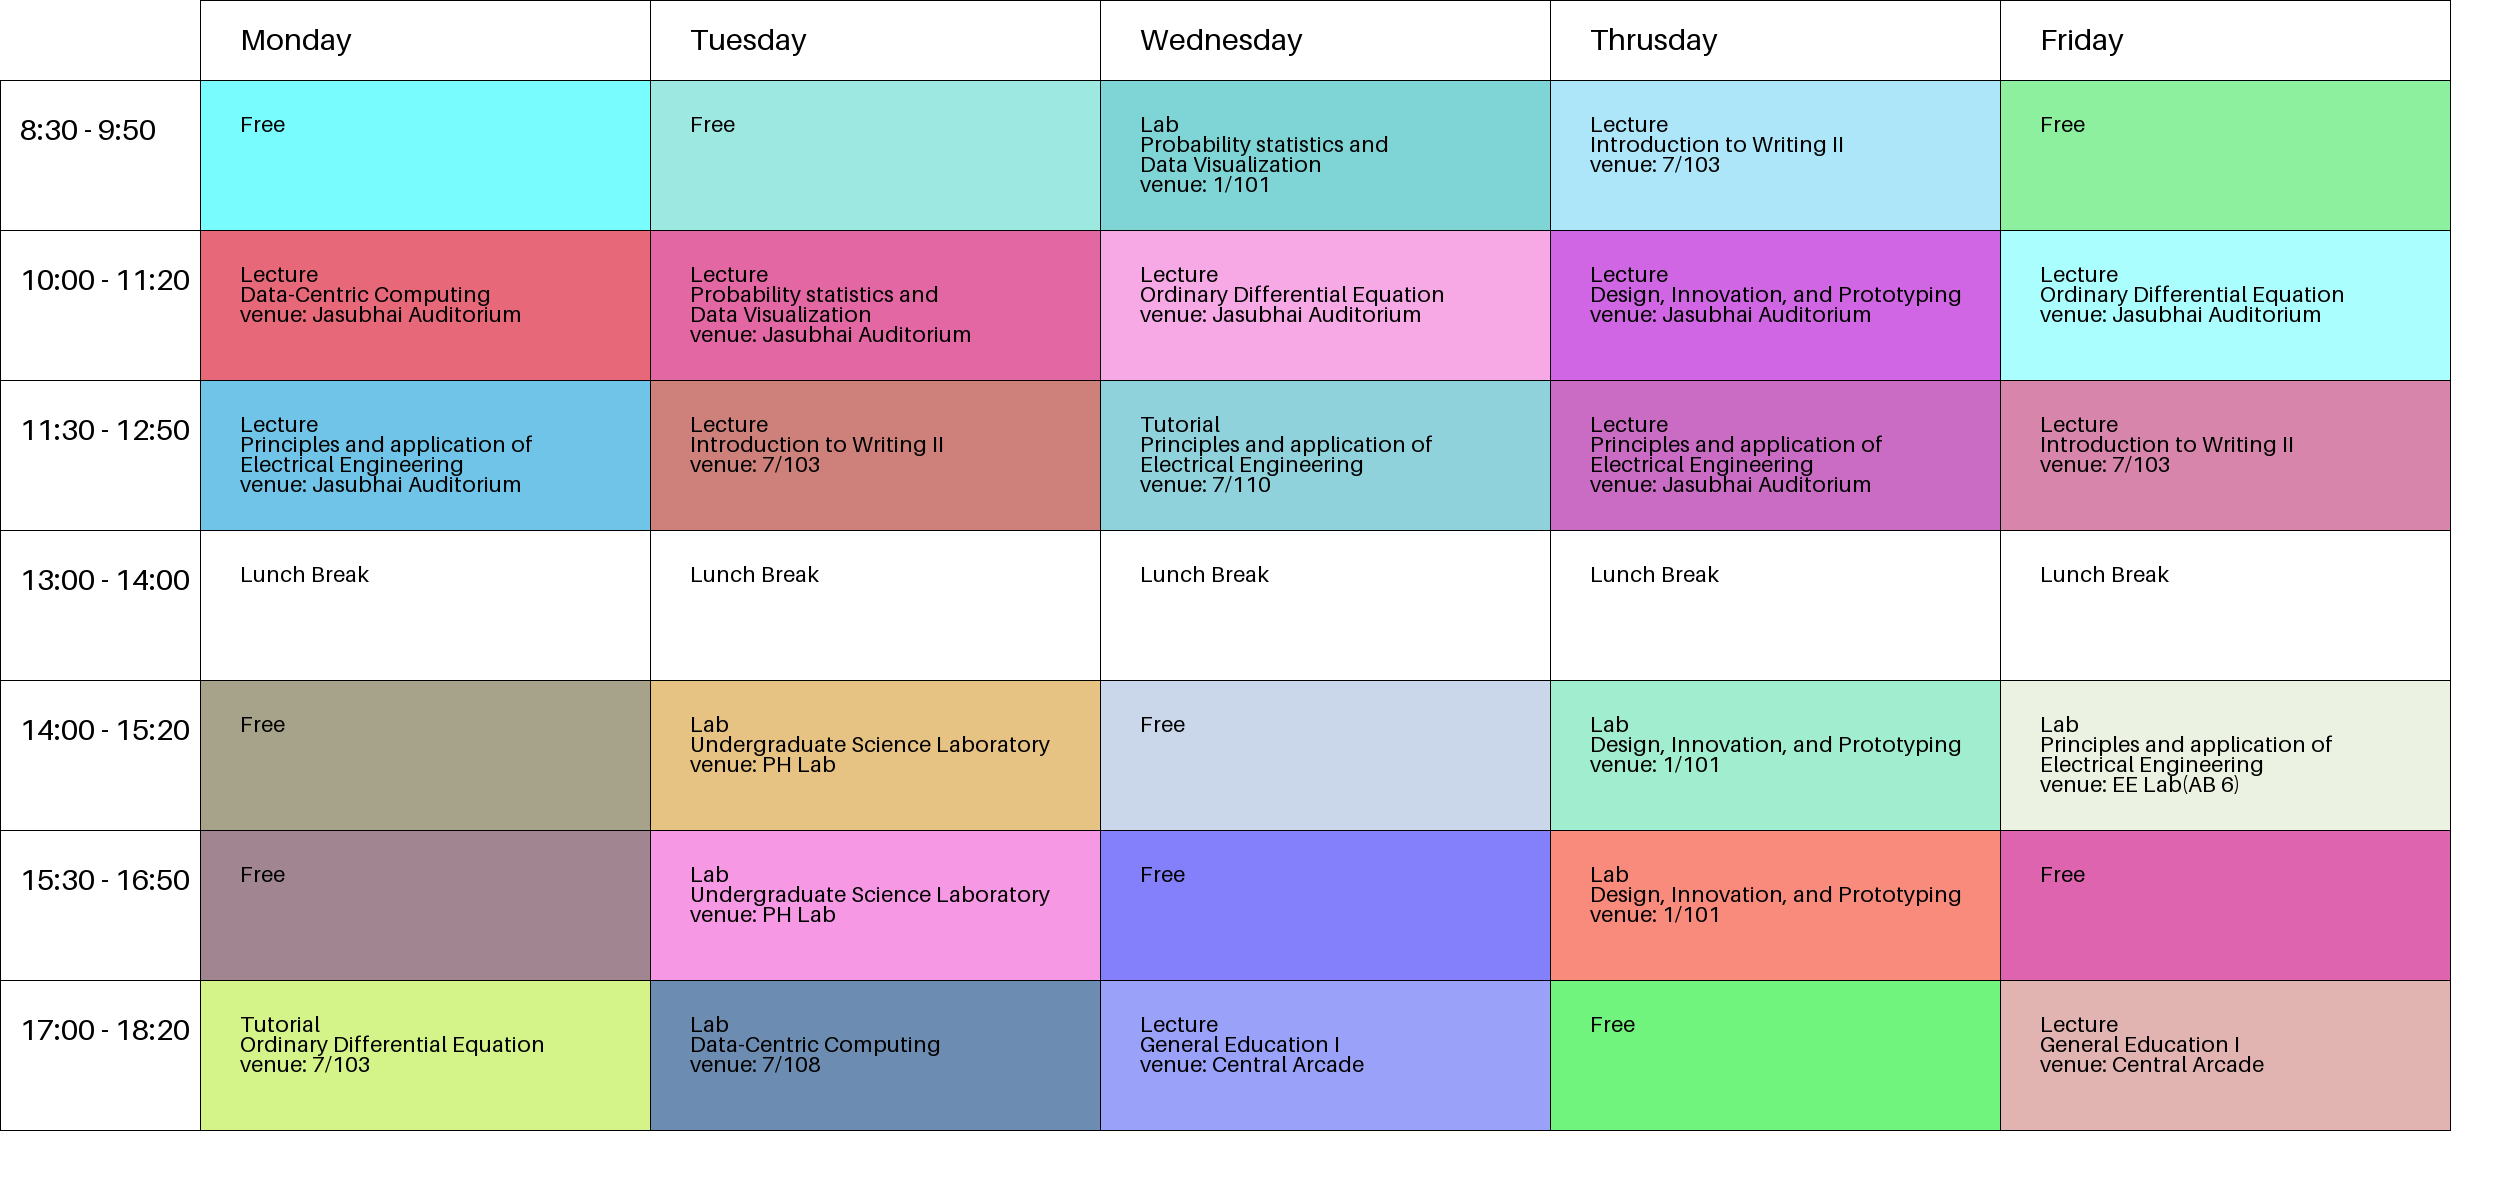 Monday
Tuesday
Wednesday
Thrusday
Friday
8:30 - 9:50
Free
Free
Lab
Probability statistics and
Data Visualization
venue: 1/101
Lecture
Introduction to Writing II
venue: 7/103
Free
10:00 - 11:20
Lecture
Data-Centric Computing
venue: Jasubhai Auditorium
Lecture
Probability statistics and
Data Visualization
venue: Jasubhai Auditorium
Lecture
Ordinary Differential Equation
venue: Jasubhai Auditorium
Lecture
Design, Innovation, and Prototyping
venue: Jasubhai Auditorium
Lecture
Ordinary Differential Equation
venue: Jasubhai Auditorium
11:30 - 12:50
Lecture
Principles and application of
Electrical Engineering
venue: Jasubhai Auditorium
Lecture
Introduction to Writing II
venue: 7/103
Tutorial
Principles and application of
Electrical Engineering
venue: 7/110
Lecture
Principles and application of
Electrical Engineering
venue: Jasubhai Auditorium
Lecture
Introduction to Writing II
venue: 7/103
13:00 - 14:00
Lunch Break
Lunch Break
Lunch Break
Lunch Break
Lunch Break
14:00 - 15:20
Free
Lab
Undergraduate Science Laboratory
venue: PH Lab
Free
Lab
Design, Innovation, and Prototyping
venue: 1/101
Lab
Principles and application of
Electrical Engineering
venue: EE Lab(AB 6)
15:30 - 16:50
Free
Lab
Undergraduate Science Laboratory
venue: PH Lab
Free
Lab
Design, Innovation, and Prototyping
venue: 1/101
Free
17:00 - 18:20
Tutorial
Ordinary Differential Equation
venue: 7/103
Lab
Data-Centric Computing
venue: 7/108
Lecture
General Education I
venue: Central Arcade
Free
Lecture
General Education I
venue: Central Arcade